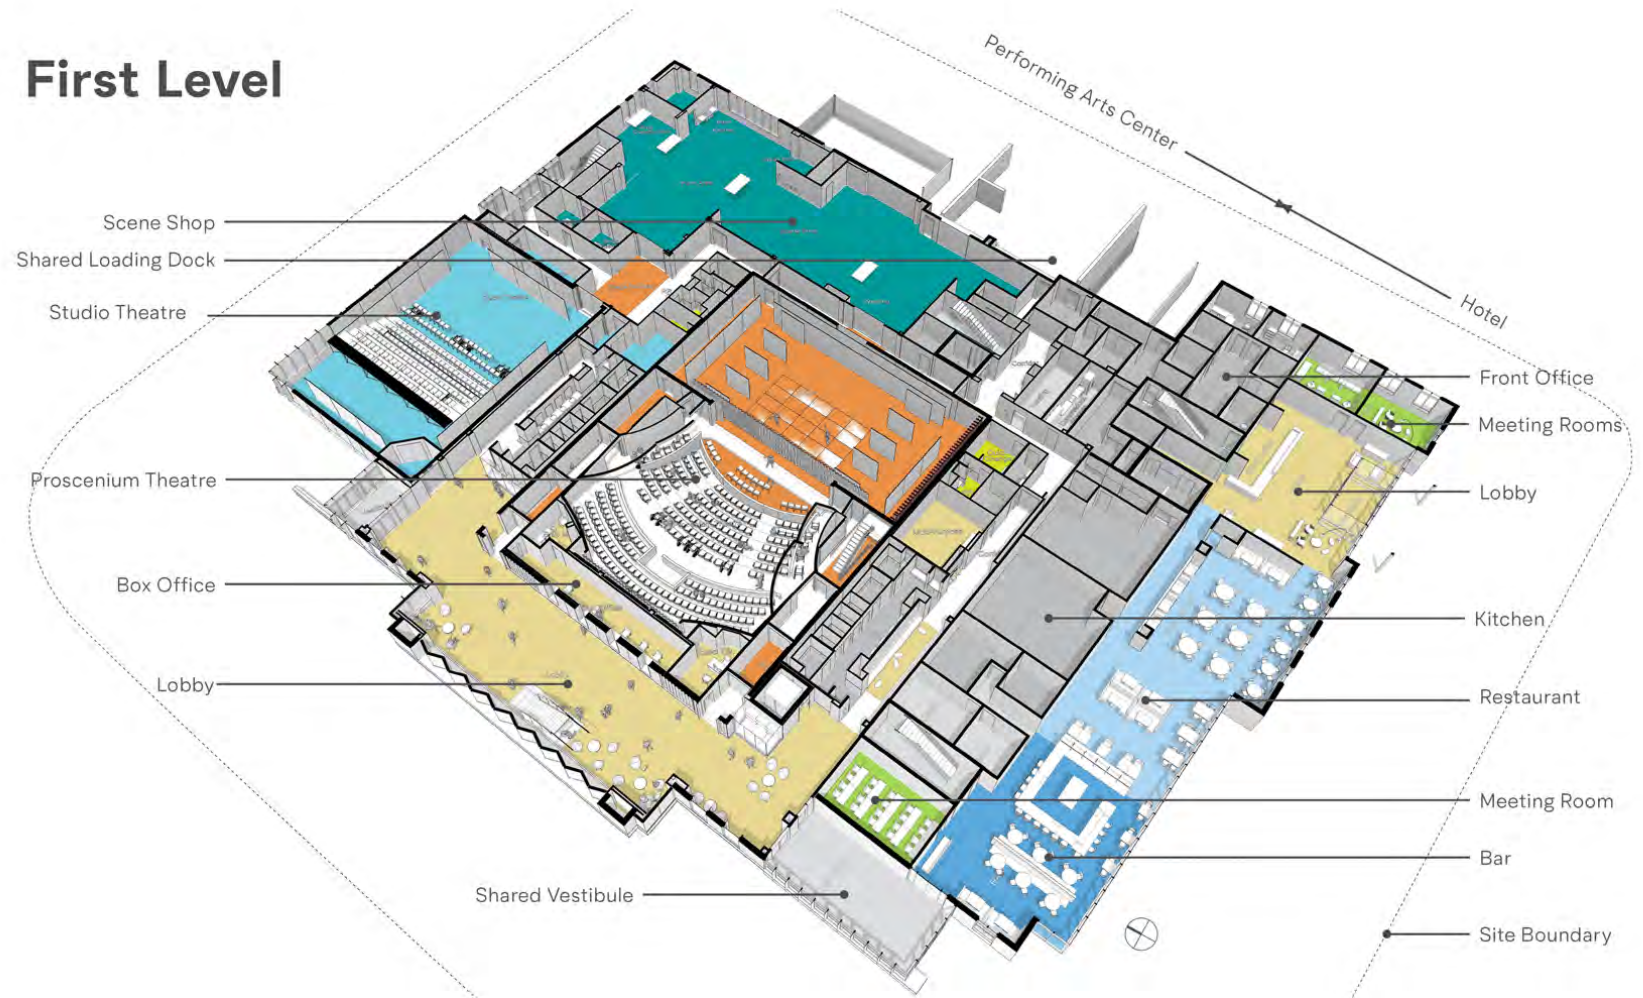 First Level
Performing Arts Center
Hotel
Scene Shop
Shared Loading Dock
Studio Theatre
Proscenium Theatre
Box Office
Lobby
Shared Vestibule
Front Office
Meeting Rooms
Lobby
Kitchen
Restaurant
Meeting Room
Bar
Site Boundary